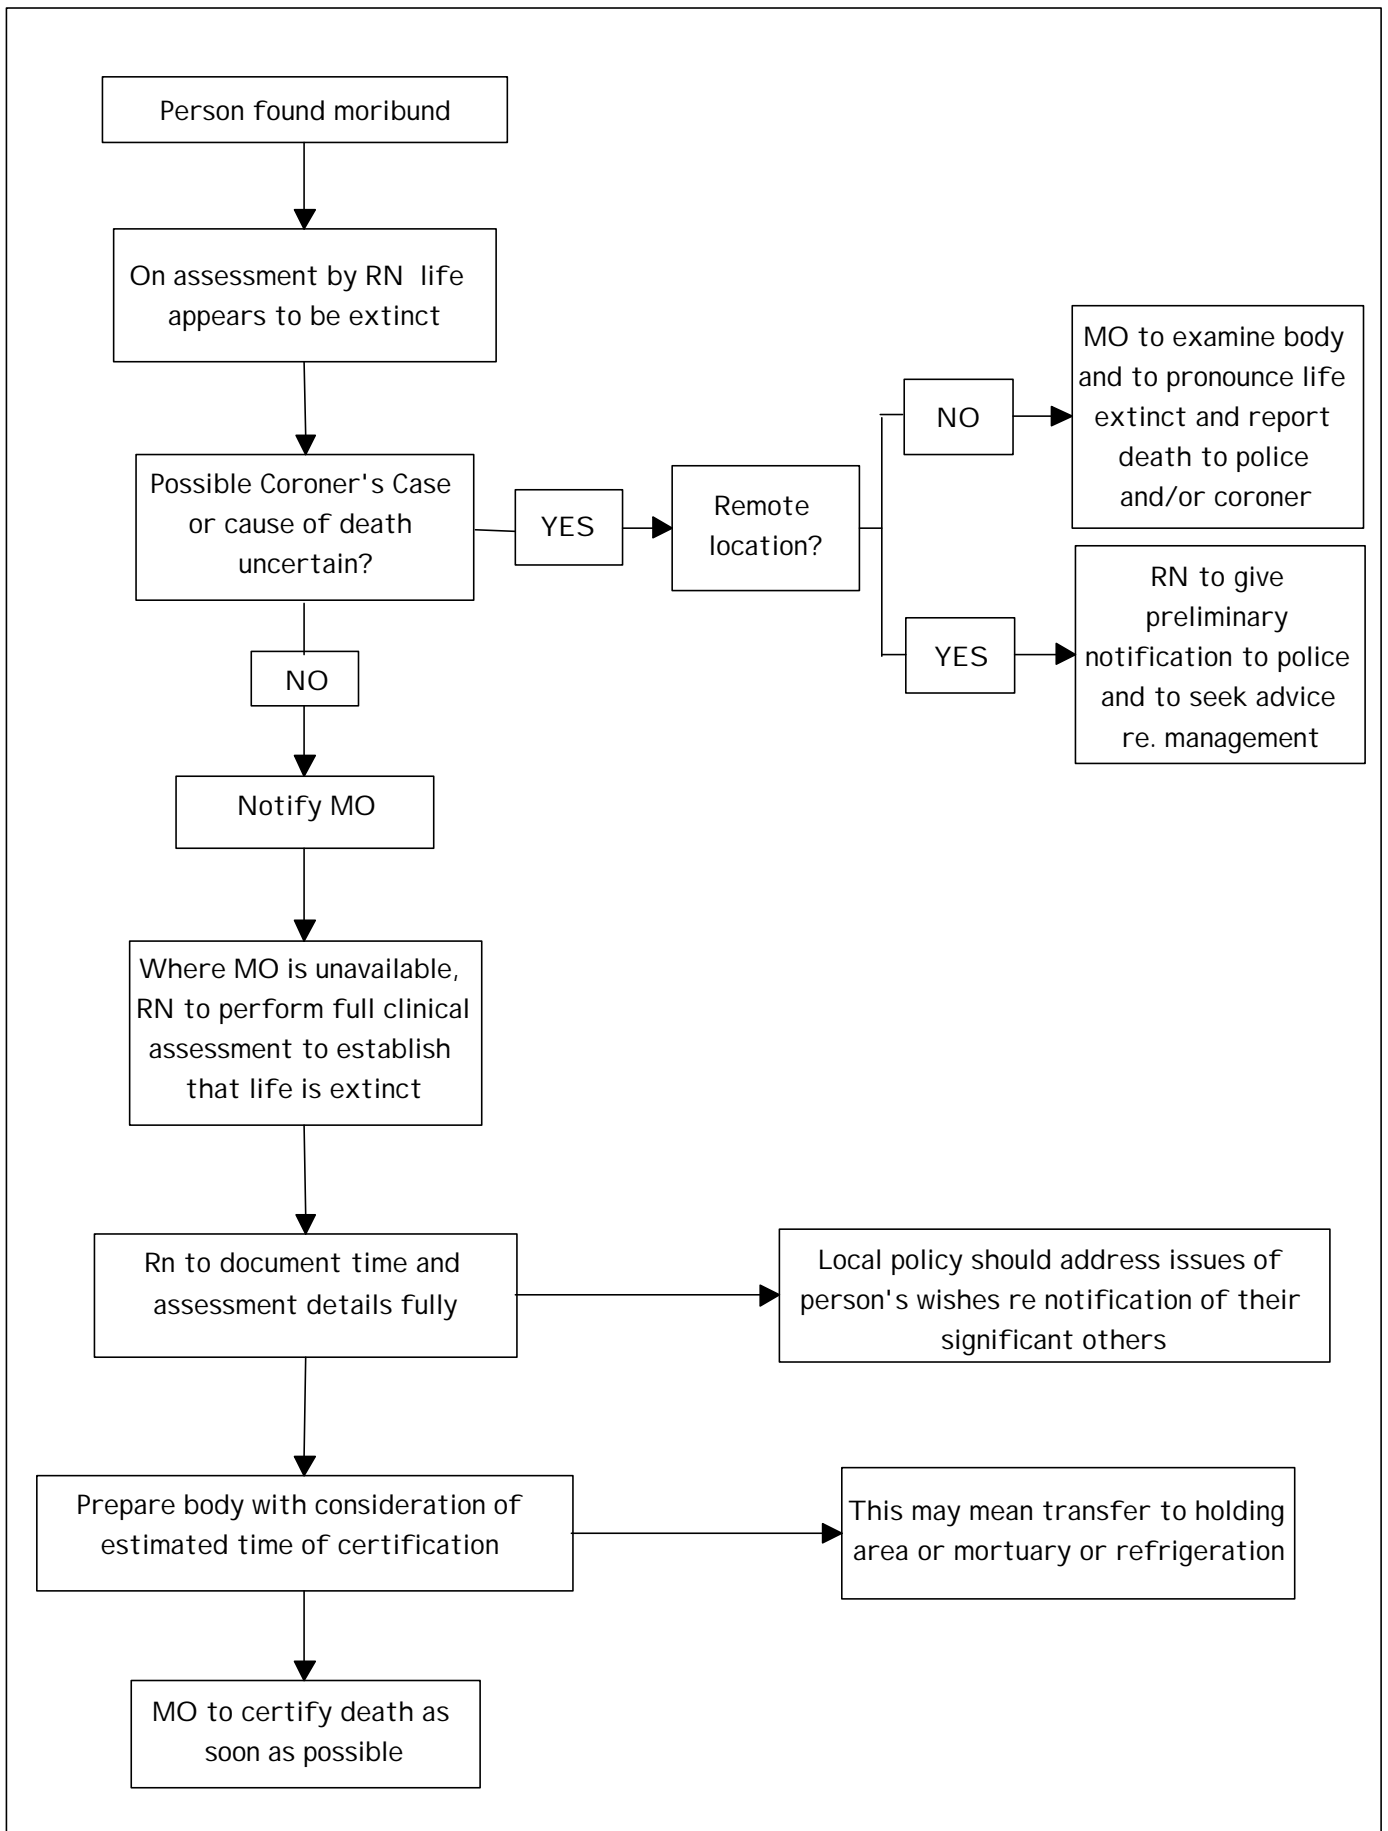 Person found moribund
On assessment by RN life
appears to be extinct
Possible Coroner's Case
or cause of death
uncertain?
YES
Remote
location?
NO
MO to examine body
and to pronounce life
extinct and report
death to police
and/or coroner
YES
RN to give
preliminary
notification to police
and to seek advice
re. management
NO
Notify MO
Where MO is unavailable,
RN to perform full clinical
assessment to establish
that life is extinct
Rn to document time and
assessment details fully
Local policy should address issues of
person's wishes re notification of their
significant others
Prepare body with consideration of
estimated time of certification
This may mean transfer to holding
area or mortuary or refrigeration
MO to certify death as
soon as possible